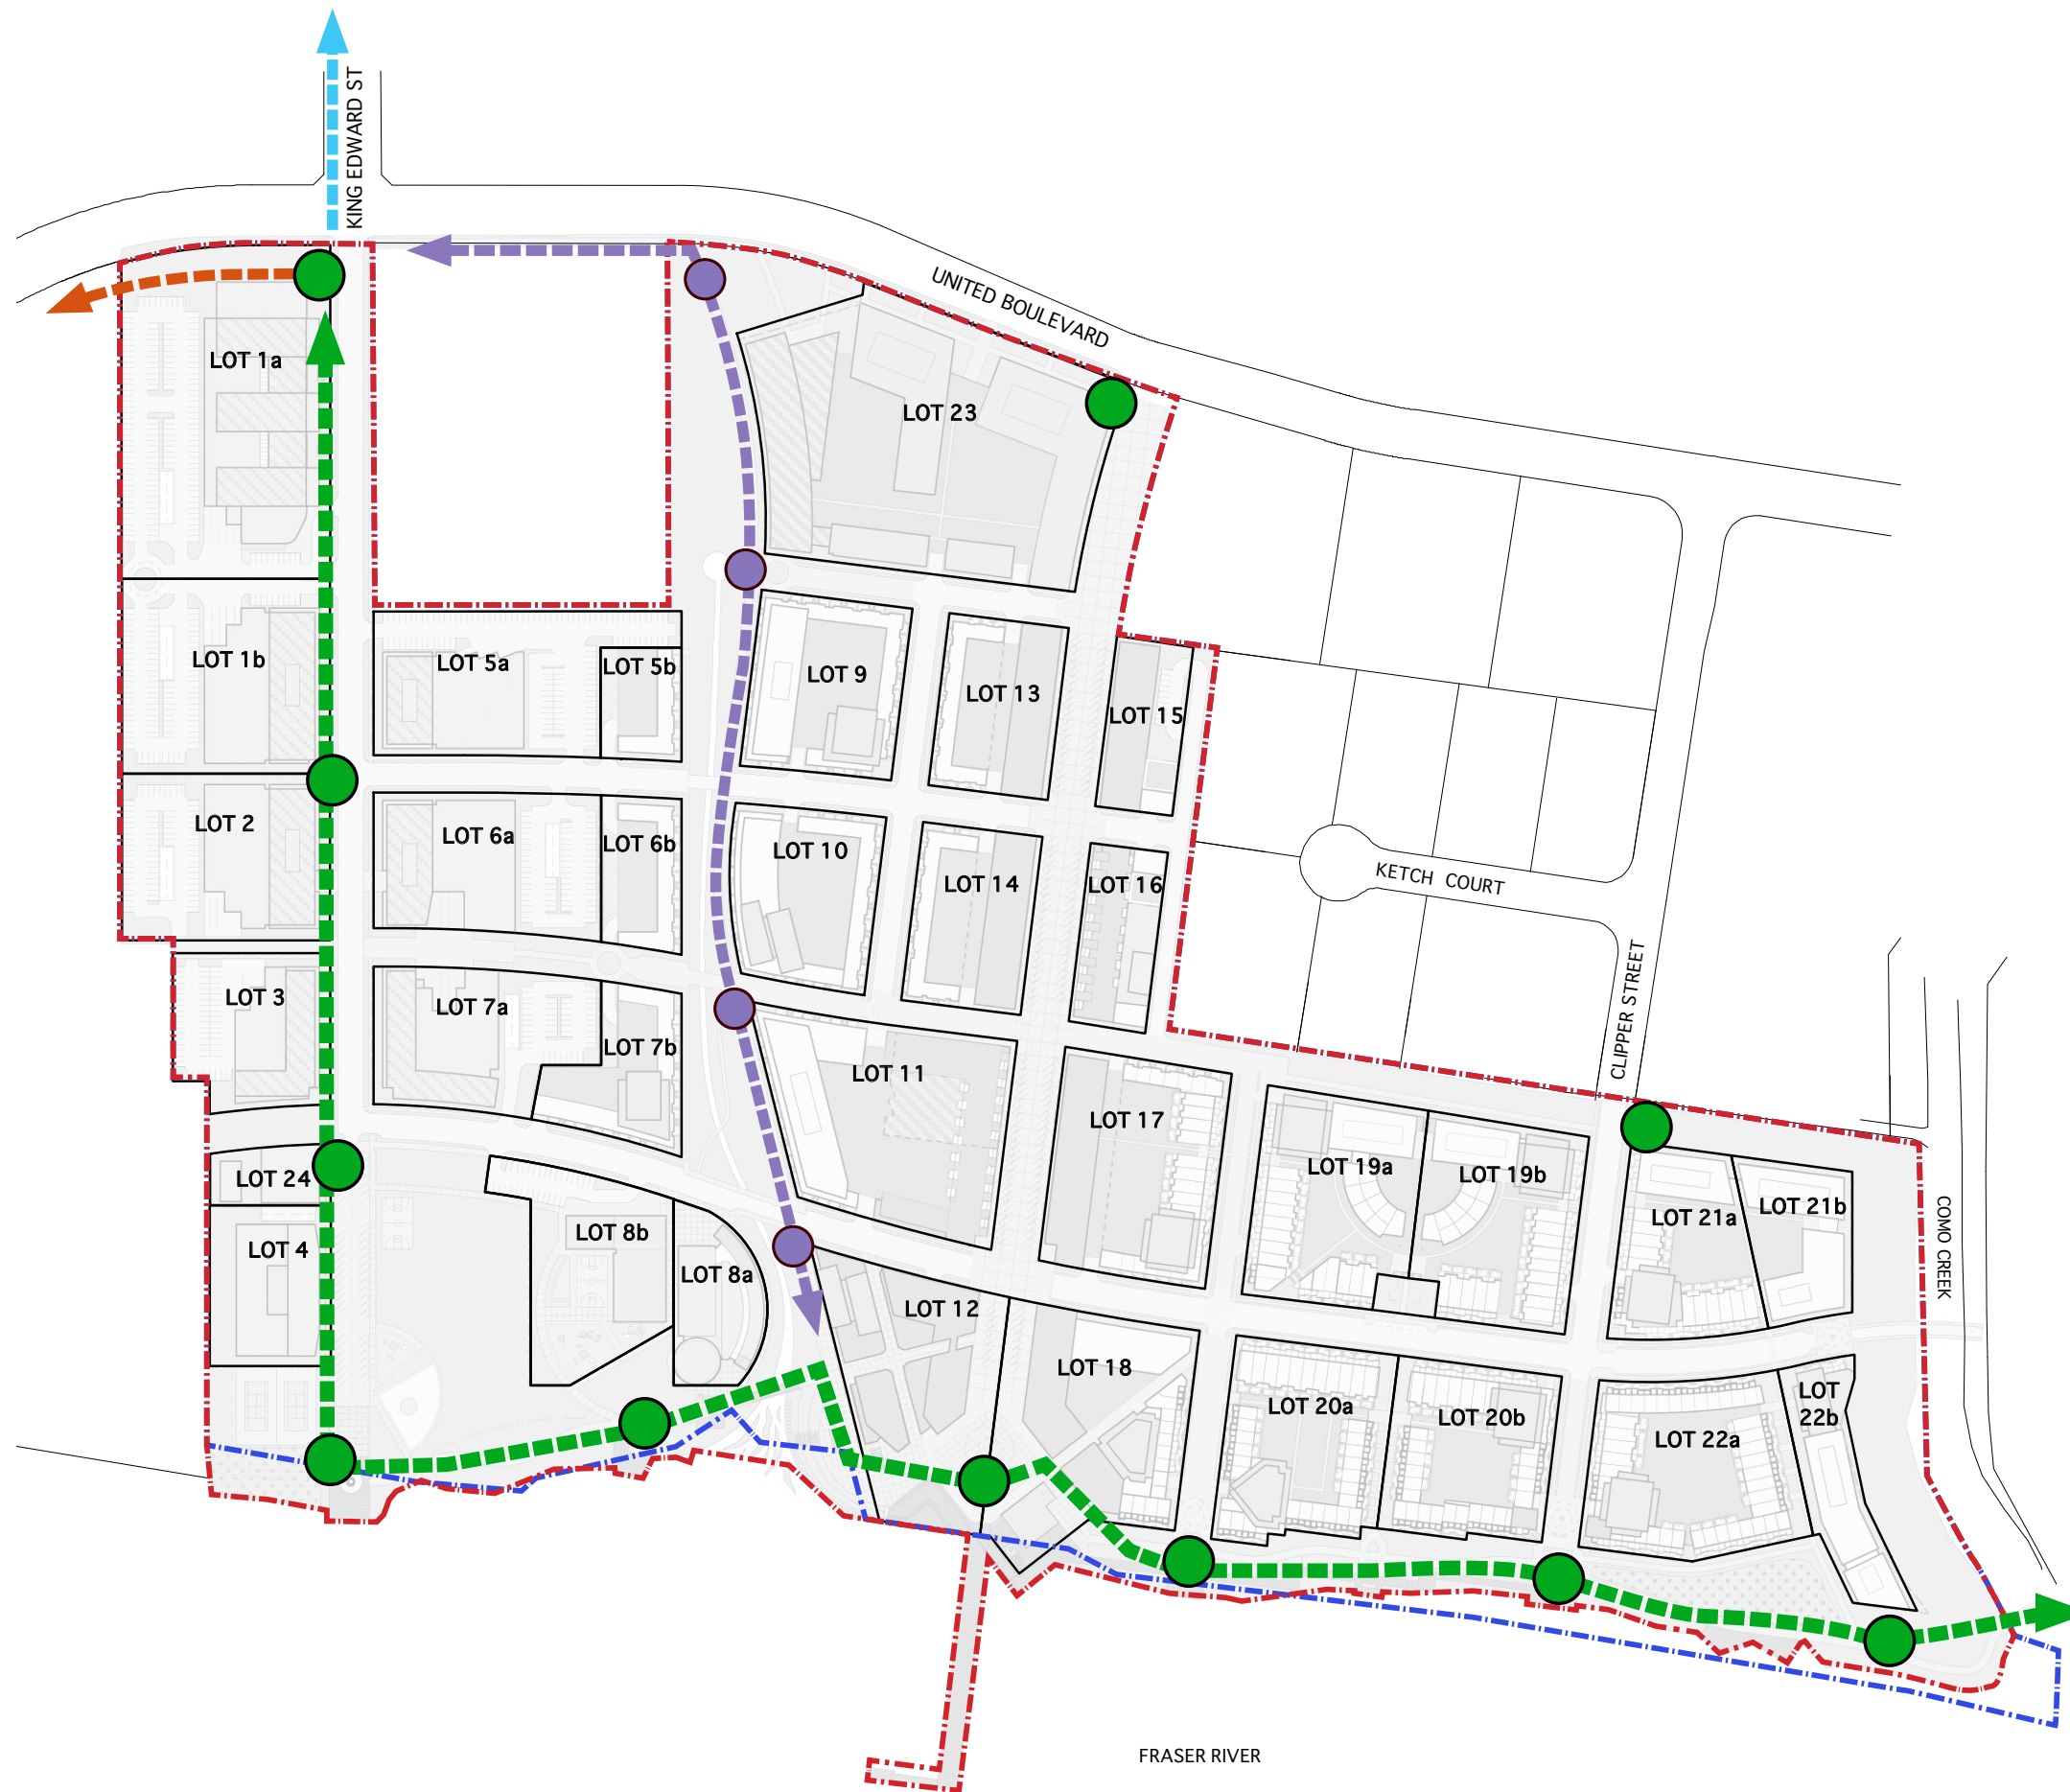 KING EDWARD ST
UNITED BOULEVARD
LOT 1a
LOT 23
LOT 1b
LOT 5a
LOT 5b
LOT 9
LOT 13
LOT 15
LOT 2
LOT 6a
LOT 6b
LOT 10
LOT 14
LOT 16
KETCH COURT
CLIPPER STREET
LOT 3
LOT 7a
LOT 7b
LOT 11
LOT 17
LOT 19a
LOT 19b
LOT 24
LOT 21a
LOT 21b
COMO CREEK
LOT 4
LOT 8b
LOT 8a
LOT 12
LOT 18
LOT 20a
LOT 20b
LOT 22a
LOT
22b
FRASER RIVER